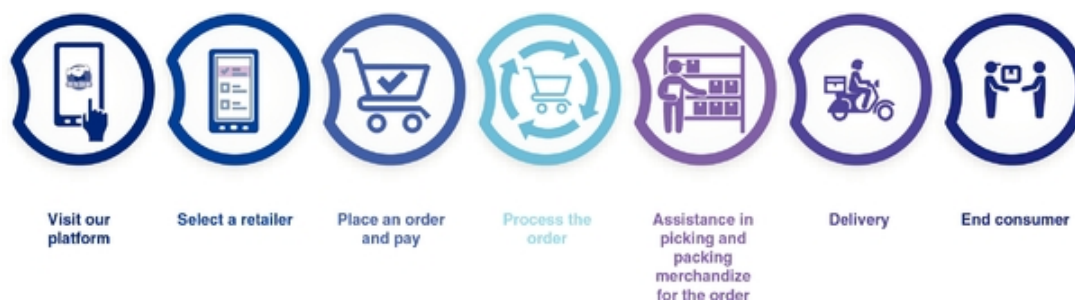 Visit our
platform
Select a retailer
Place an order
and pay
Process the
order
Assistance in
picking and
packing
merchandize
for the order
Delivery
End consumer